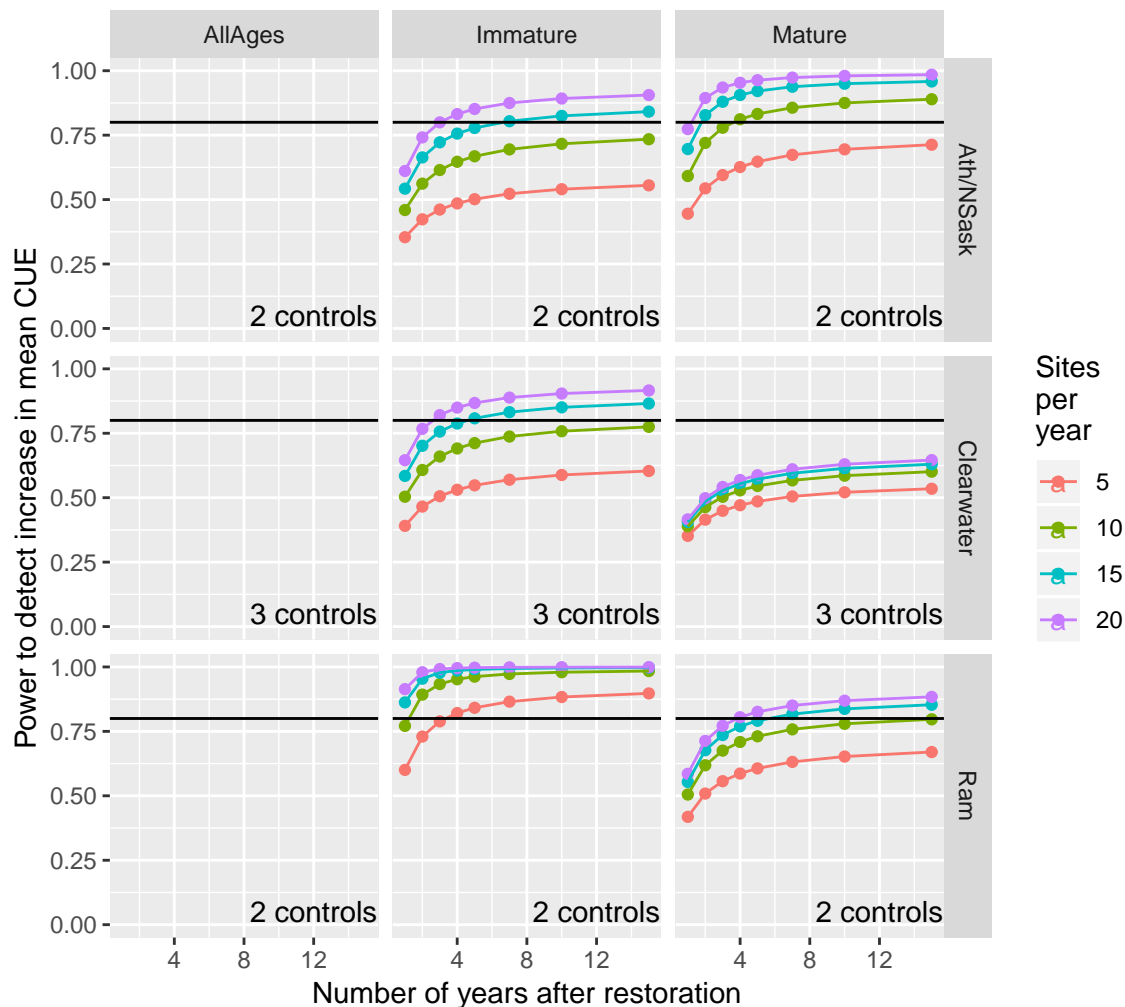 AllAges Immature Mature
Power to detect increase in mean CUE
1.00
0.75
0.50
0.25
0.00
2 controls 2 controls 2 controls
Ath/NSask
1.00
0.75
0.50
0.25
0.00
3 controls 3 controls 3 controls
Clearwater
1.00
0.75
0.50
0.25
0.00
2 controls 2 controls 2 controls
Ram
4 12 4 12 4 12
Number of years after restoration
Sites
per
year
a 5
a 10
a 15
a 20